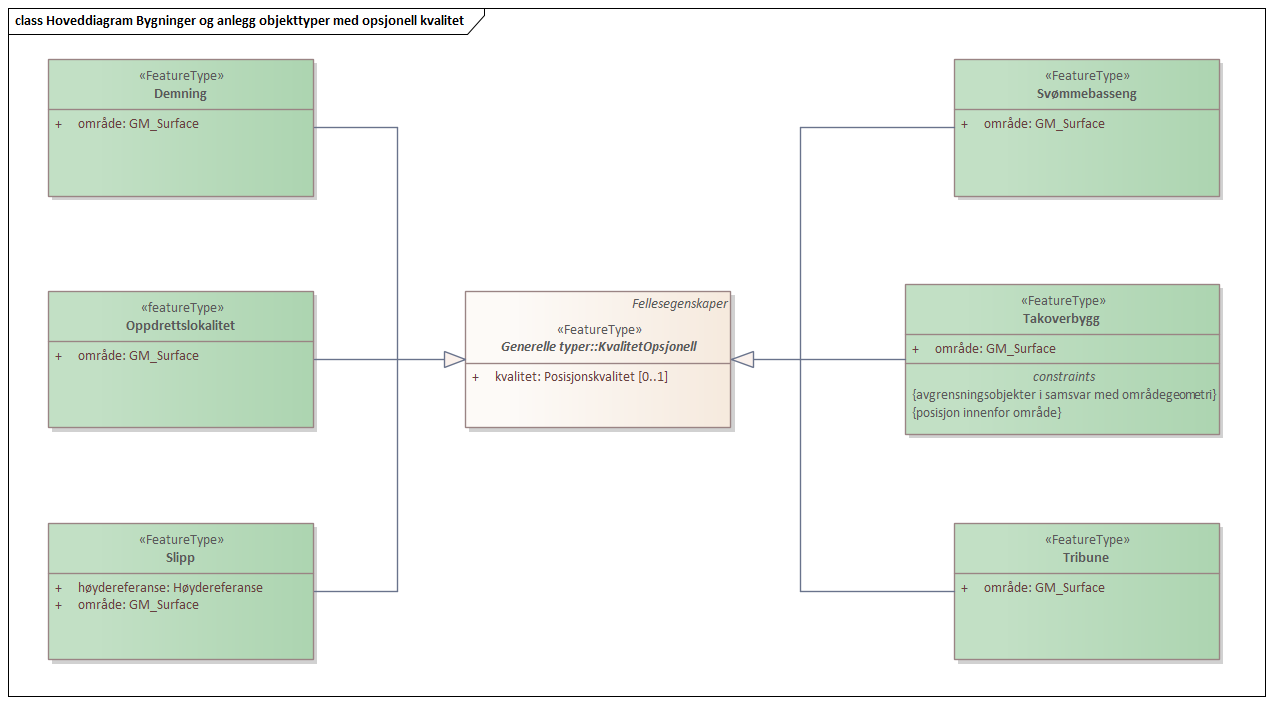 class Hoveddiagram Bygninger og anlegg objekttyper med opsjonell kvalitet
«FeatureType»
Demning
+ område: GM_Surface
«featureType»
Oppdrettslokalitet
+ område: GM_Surface
«FeatureType»
Slipp
+ høydereferanse: Høydereferanse
+ område: GM_Surface
Fellesegenskaper
«FeatureType»
Generelle typer::KvalitetOpsjonell
+ kvalitet: Posisjonskvalitet [0..1]
«FeatureType»
Svømmebasseng
+ område: GM_Surface
«FeatureType»
Takoverbygg
+ område: GM_Surface
constraints
{avgrensningsobjekter i samsvar med områdegeometri}
{posisjon innenfor område}
«FeatureType»
Tribune
+ område: GM_Surface